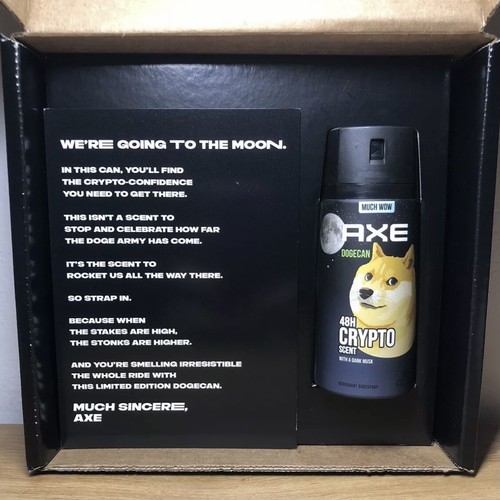 WE'RE GOING TO THE MOON.
IN THIS CAN, YOU'LL FIND
THE CRYPTO-CONFIDENCE
YOU NEED TO GET THERE.
THIS ISN'T A SCENT TO
STOP AND CELEBRATE HOW FAR
THE DOGE ARMY HAS COME.
IT'S THE SCENT TO
ROCKET US ALL THE WAY THERE.
SO STRAP IN.
BECAUSE WHEN
THE STAKES ARE HIGH,
THE STONKS ARE HIGHER.
AND YOU'RE SMELLING IRRESISTIBLE
THE WHOLE RIDE WITH
THIS LIMITED EDITION DOGECAN.
MUCH SINCERE,
AXE
MUCH WOW
AXE
DOGECAN
48H
CRYPTO
SCENT
WITH A DANK MUSK
DEODORANT BODYSPRAY